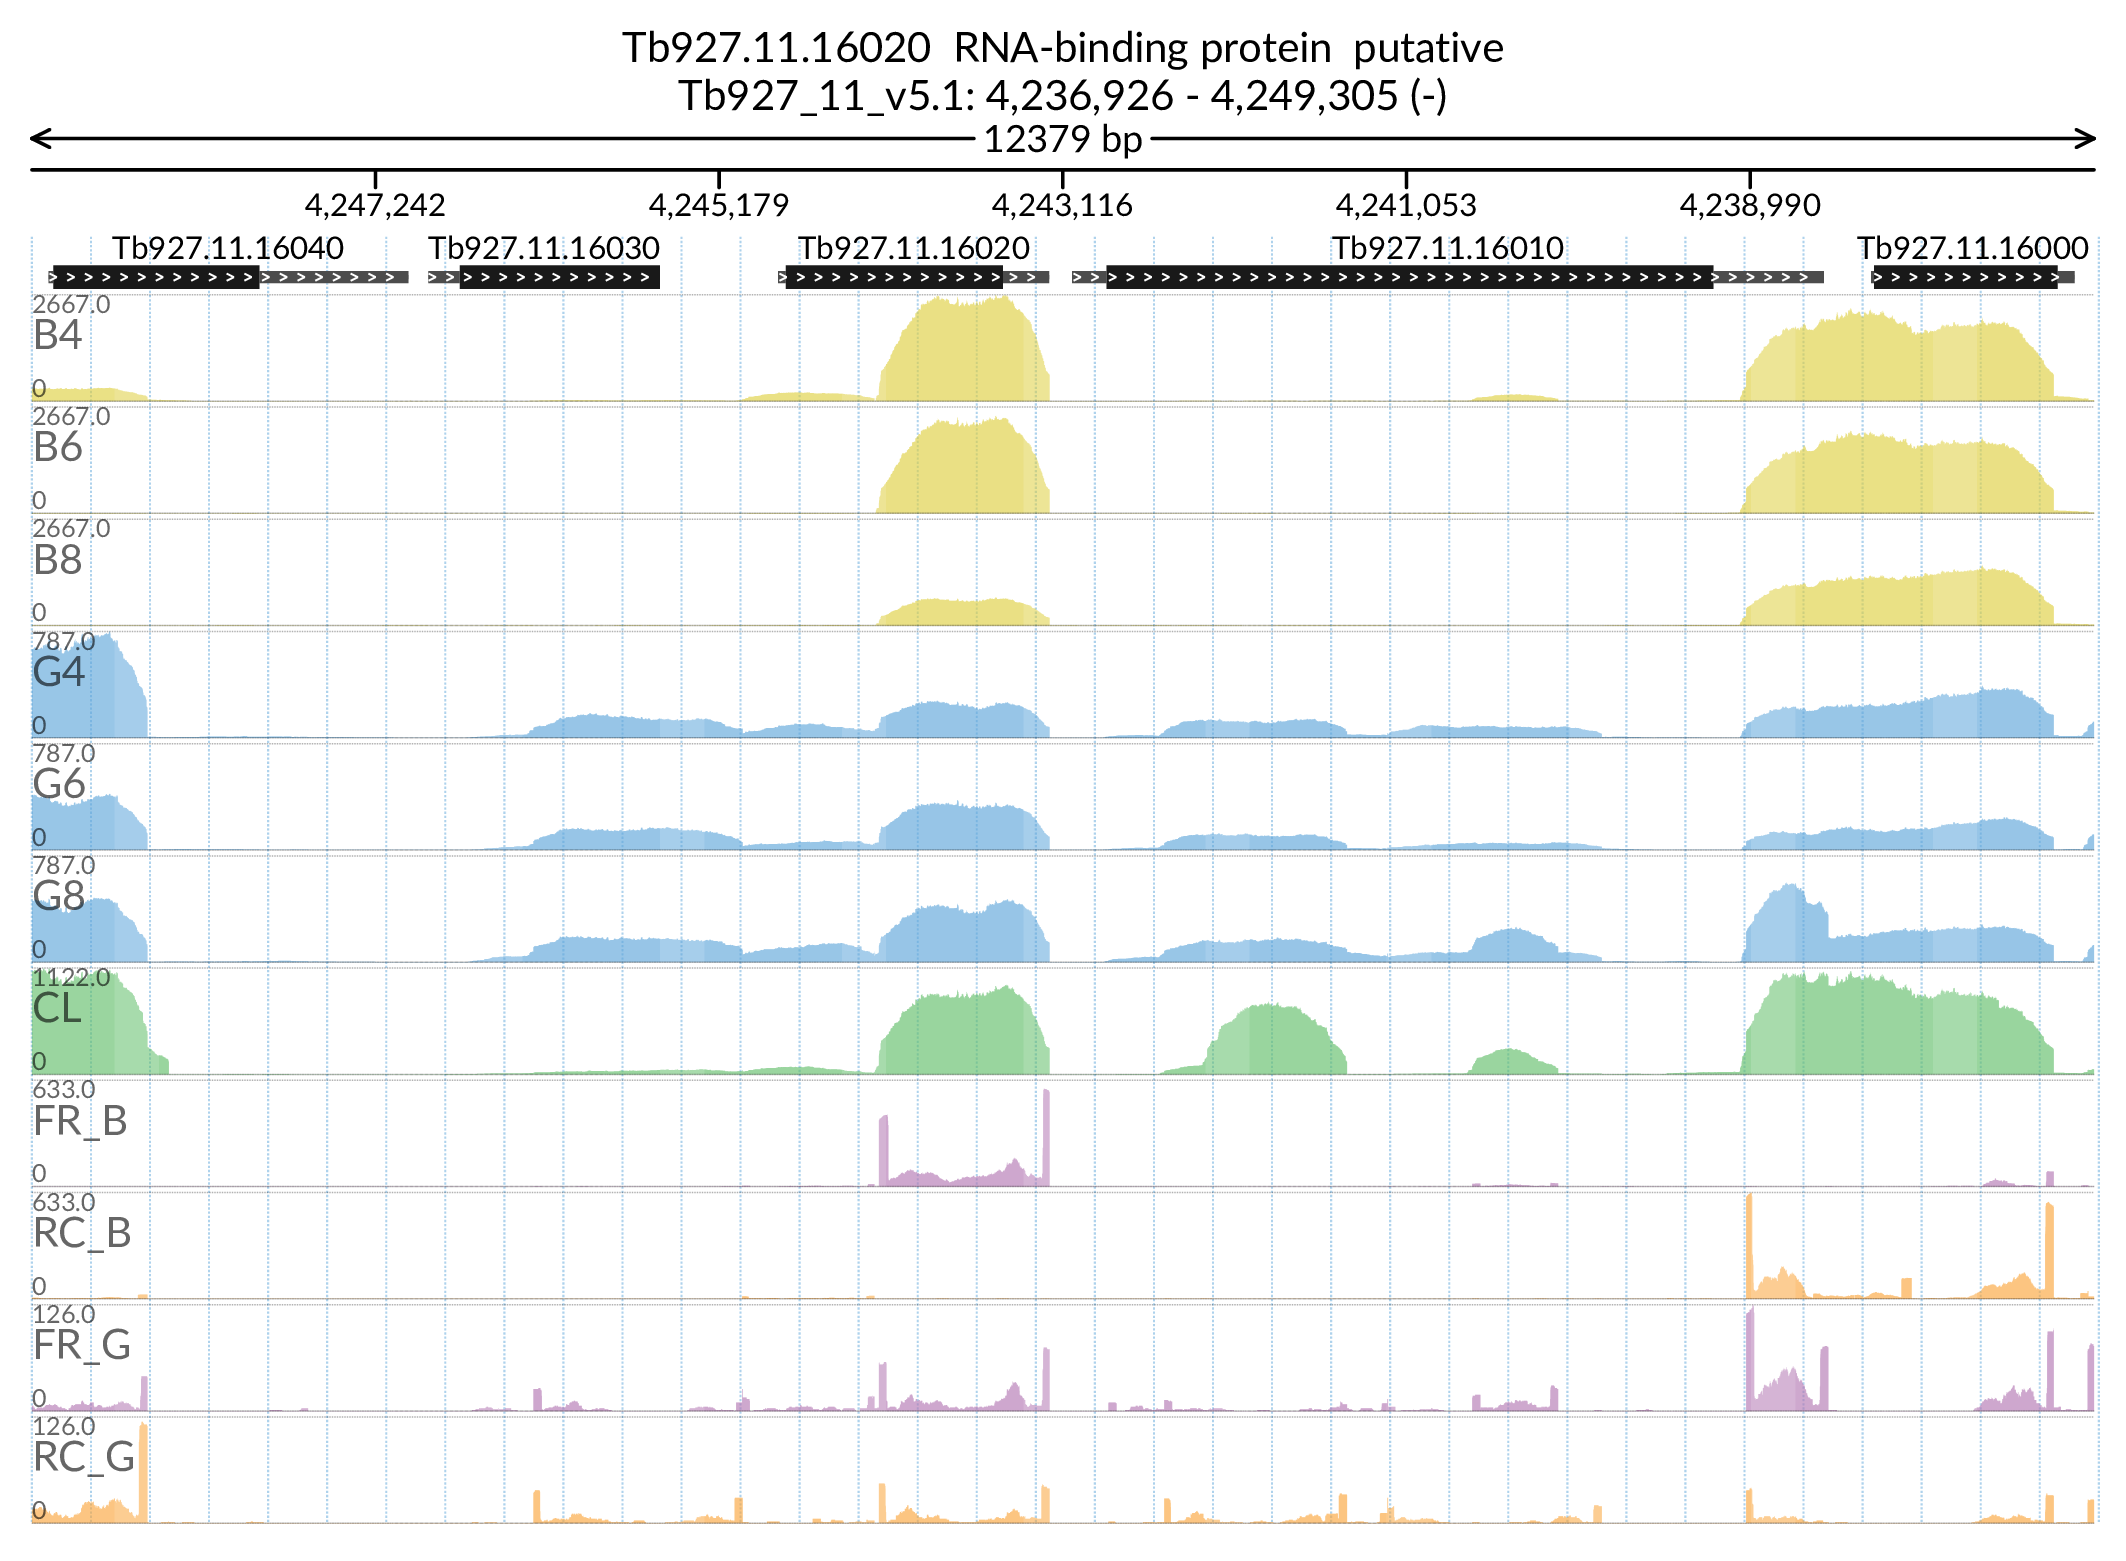 Tb927.11.16020  RNA-binding protein  putative
Tb927_11_v5.1: 4,236,926 - 4,249,305 (-)
12379 bp
4,247,242 4,245,179 4,243,116 4,241,053 4,238,990
Tb927.11.16040 Tb927.11.16030 Tb927.11.16020 Tb927.11.16010 Tb927.11.16000
2667.0
B4
0
2667.0
B6
0
2667.0
B8
0
787.0
G4
0
787.0
G6
0
787.0
G8
0
1122.0
CL
0
633.0
FR_B
0
633.0
RC_B
0
126.0
FR_G
0
126.0
RC_G
0